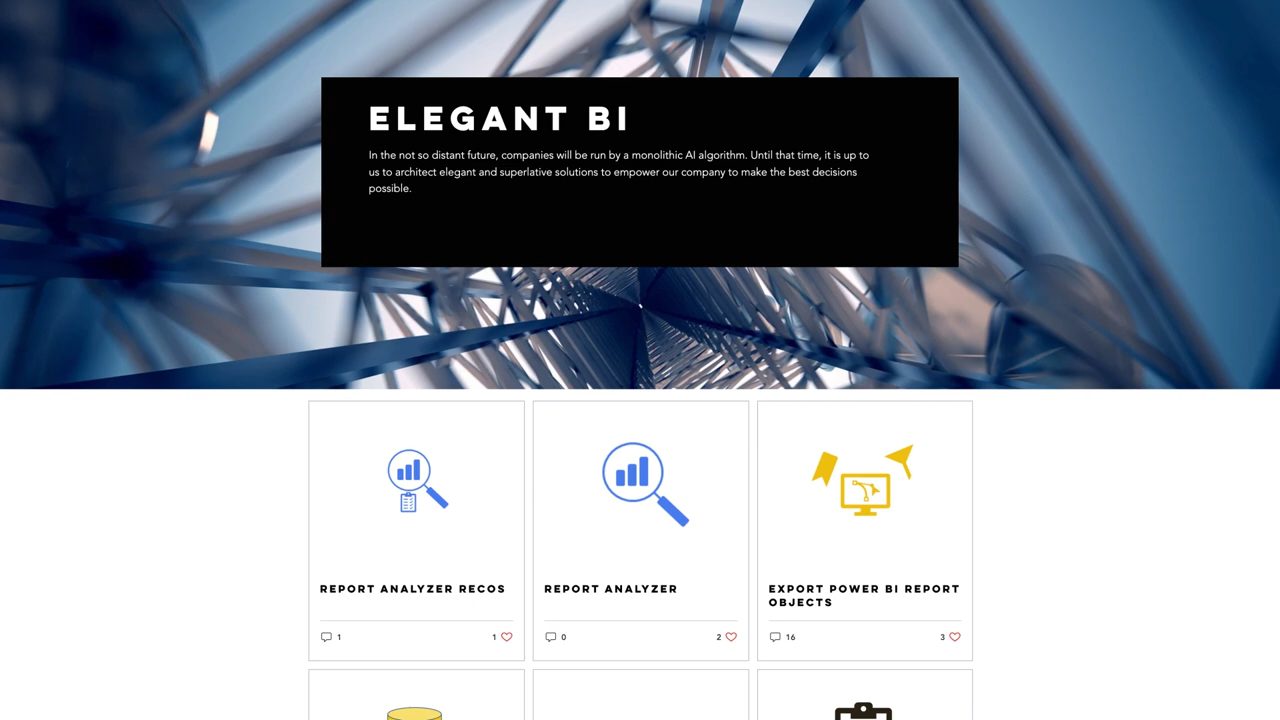 ELEGANT BI
In the not so distant future, companies will be run by a monolithic AI algorithm. Until that time, it is up to
us to architect elegant and superlative solutions to empower our company to make the best decisions
possible.
REPORT ANALYZER RECOS
1 1
REPORT ANALYZER
0 2
EXPORT POWER BI REPORT
OBJECTS
16 3